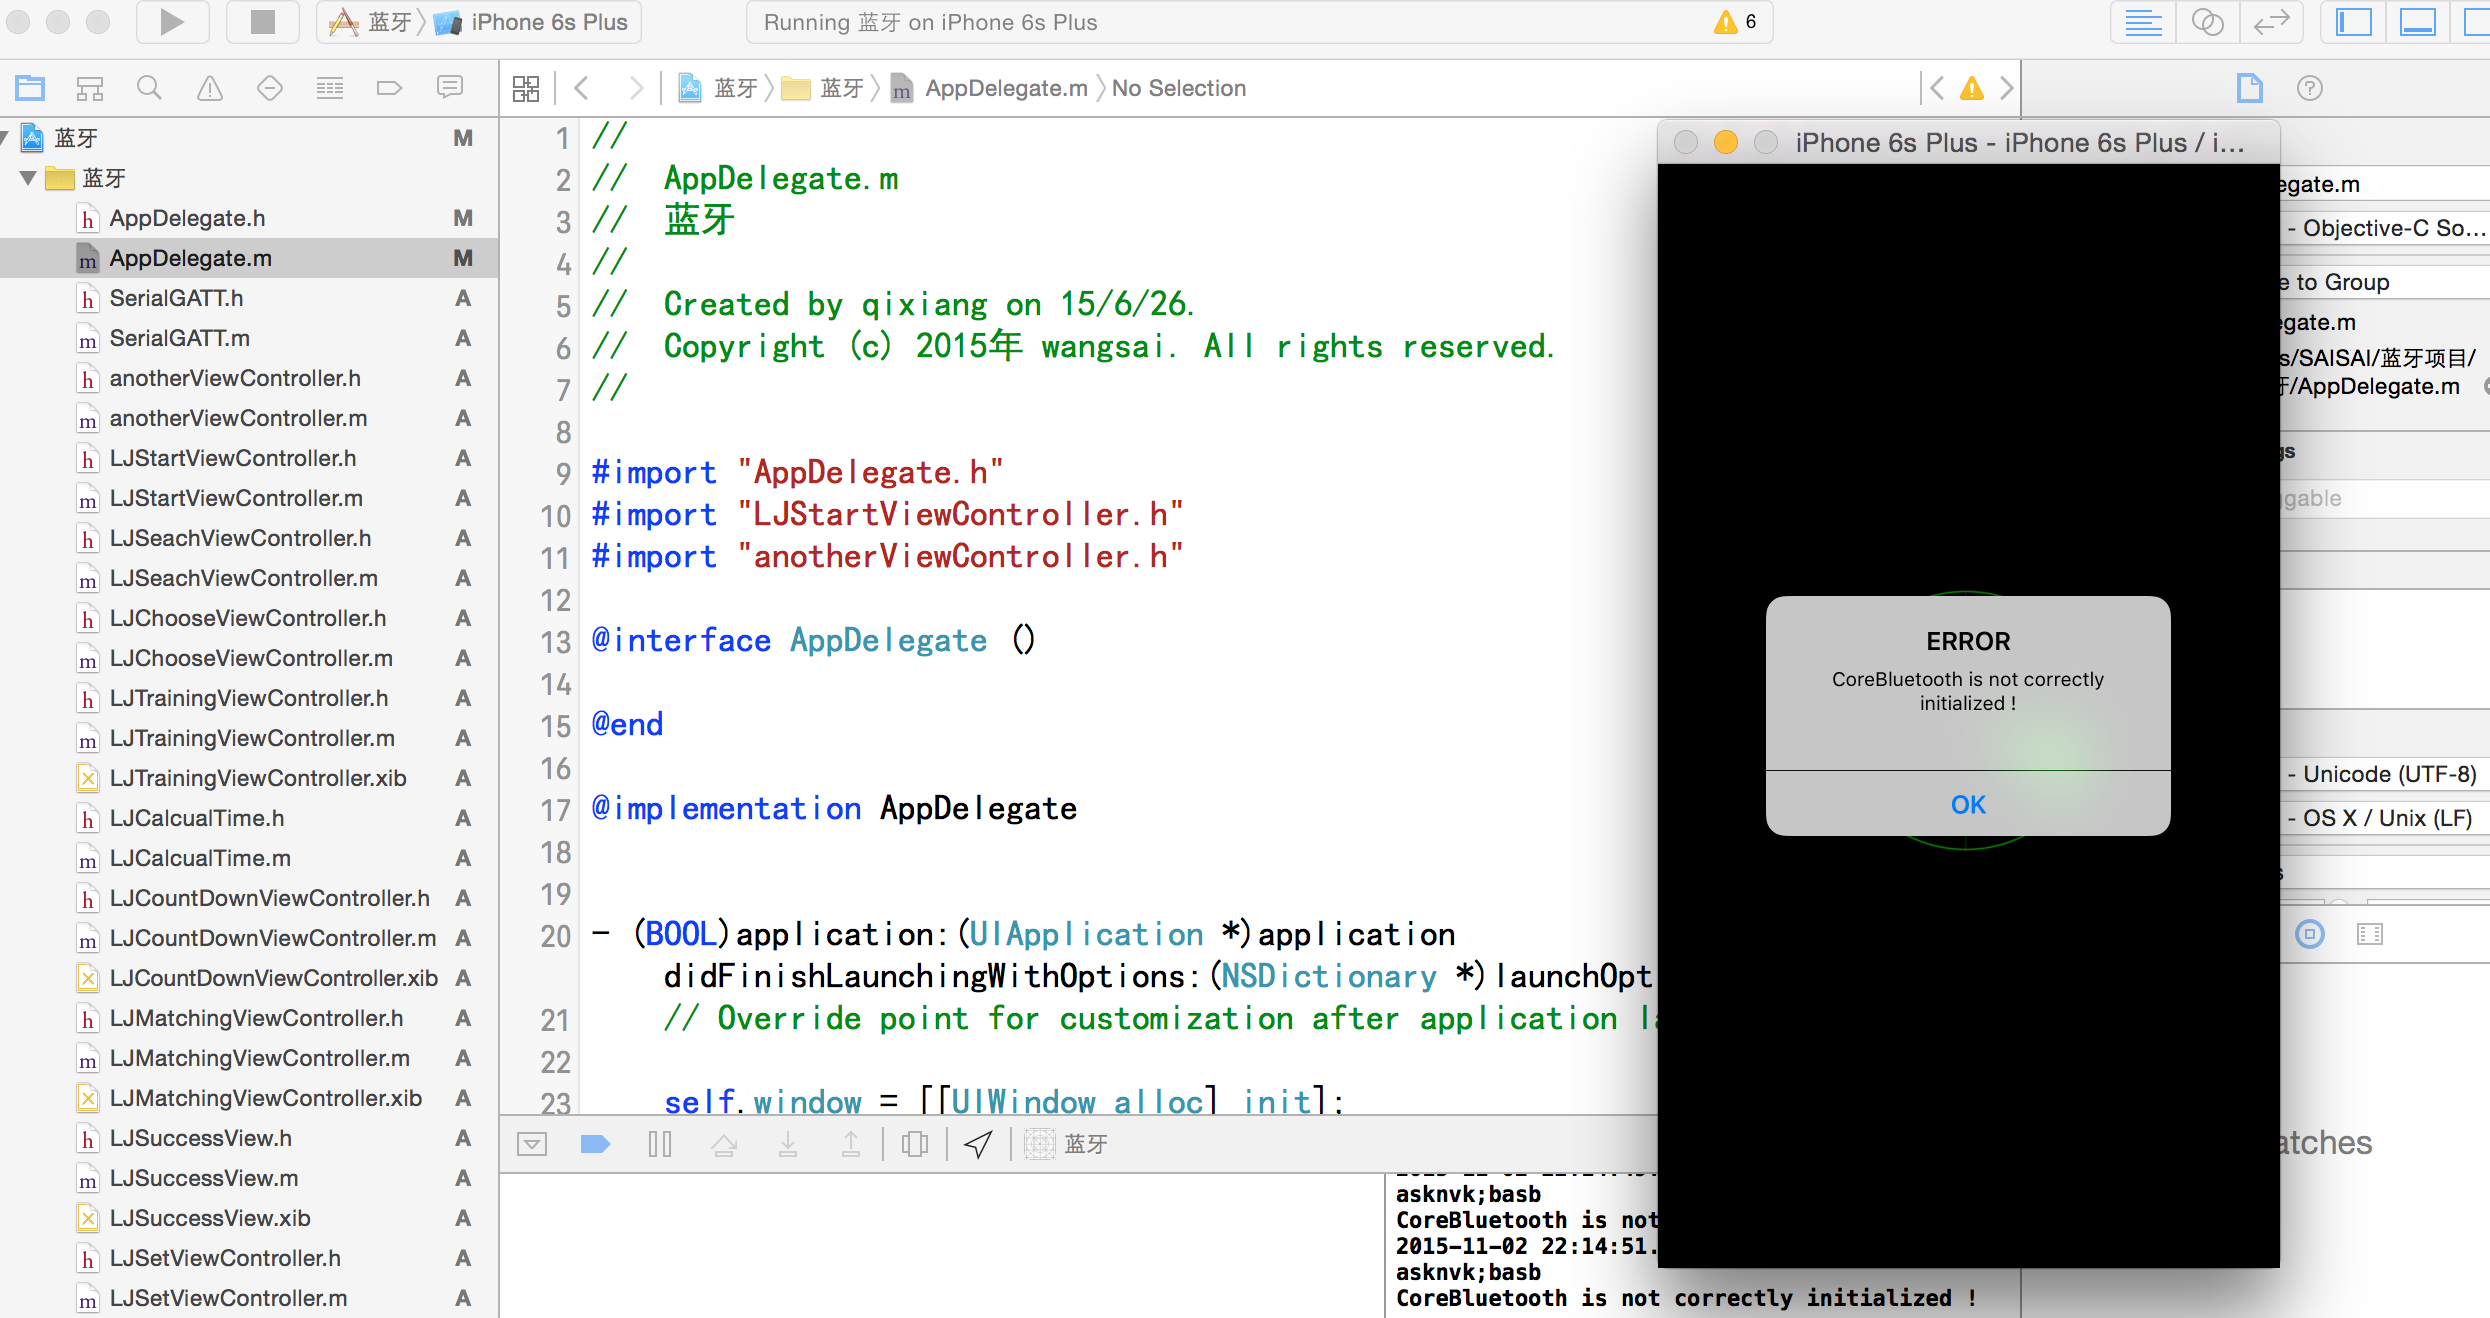 蓝牙 iPhone 6s Plus
Running 蓝牙 on iPhone 6s Plus
6
蓝牙 蓝牙 AppDelegate.m No Selection
蓝牙 M
蓝牙
AppDelegate.h M
AppDelegate.m M
SerialGATT.h A
SerialGATT.m A
anotherViewController.h A
anotherViewController.m A
LJStartViewController.h A
LJStartViewController.m A
LJSeachViewController.h A
LJSeachViewController.m A
LJChooseViewController.h A
LJChooseViewController.m A
LJTrainingViewController.h A
LJTrainingViewController.m A
LJTrainingViewController.xib A
LJCalcualTime.h A
LJCalcualTime.m A
LJCountDownViewController.h A
LJCountDownViewController.m A
LJCountDownViewController.xib A
LJMatchingViewController.h A
LJMatchingViewController.m A
LJMatchingViewController.xib A
LJSuccessView.h A
LJSuccessView.m A
LJSuccessView.xib A
LJSetViewController.h A
LJSetViewController.m A
1 //
2 // AppDelegate.m
3 // 蓝牙
4 //
5 // Created by qixiang on 15/6/26.
6 // Copyright (c) 2015年 wangsai. All rights reserved.
7 //
8
9 #import "AppDelegate.h"
10 #import "LJStartViewController.h"
11 #import "anotherViewController.h"
12
13 @interface AppDelegate ()
14
15 @end
16
17 @implementation AppDelegate
18
19
20 - (BOOL)application:(UIApplication *)application
didFinishLaunchingWithOptions:(NSDictionary *)launchOpt
21 // Override point for customization after application la
22
23 self.window = [[UIWindow alloc] init];
蓝牙
asknvk;basb
CoreBluetooth is not
2015-11-02 22:14:51.
asknvk;basb
CoreBluetooth is not correctly initialized !
iPhone 6s Plus - iPhone 6s Plus / i...
ERROR
CoreBluetooth is not correctly
initialized !
OK
egate.m
- Objective-C So...
e to Group
egate.m
s/SAISAI/蓝牙项目/
牙/AppDelegate.m
gs
ggable
- Unicode (UTF-8)
- OS X / Unix (LF)
s
atches